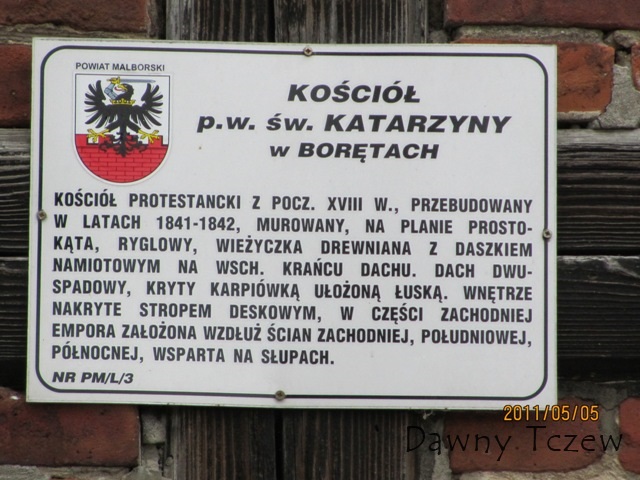 POWIAT MALBORSKI
KOŚCIÓŁ
p.w. św. KATARZYNY
w BORĘTACH
KOŚCIÓŁ PROTESTANCKI Z POCZ. XVIII W., PRZEBUDOWANY
W LATACH 1841-1842, MUROWANY, NA PLANIE PROSTO-
KĄTA, RYGLOWY, WIEŻYCZKA DREWNIANA Z DASZKIEM
NAMIOTOWYM NA WSCH. KRAŃCU DACHU. DACH DWU-
SPADOWY, KRYTY KARPIÓWKĄ UŁOŻONĄ ŁUSKĄ. WNĘTRZE
NAKRYTE STROPEM DESKOWYM, W CZĘŚCI ZACHODNIEJ
EMPORA ZAŁOŻONA WZDŁUŻ ŚCIAN ZACHODNIEJ, POŁUDNIOWEJ,
PÓŁNOCNEJ, WSPARTA NA SŁUPACH.
NR PM/L/3
2011/05/05
Dawny Tczew